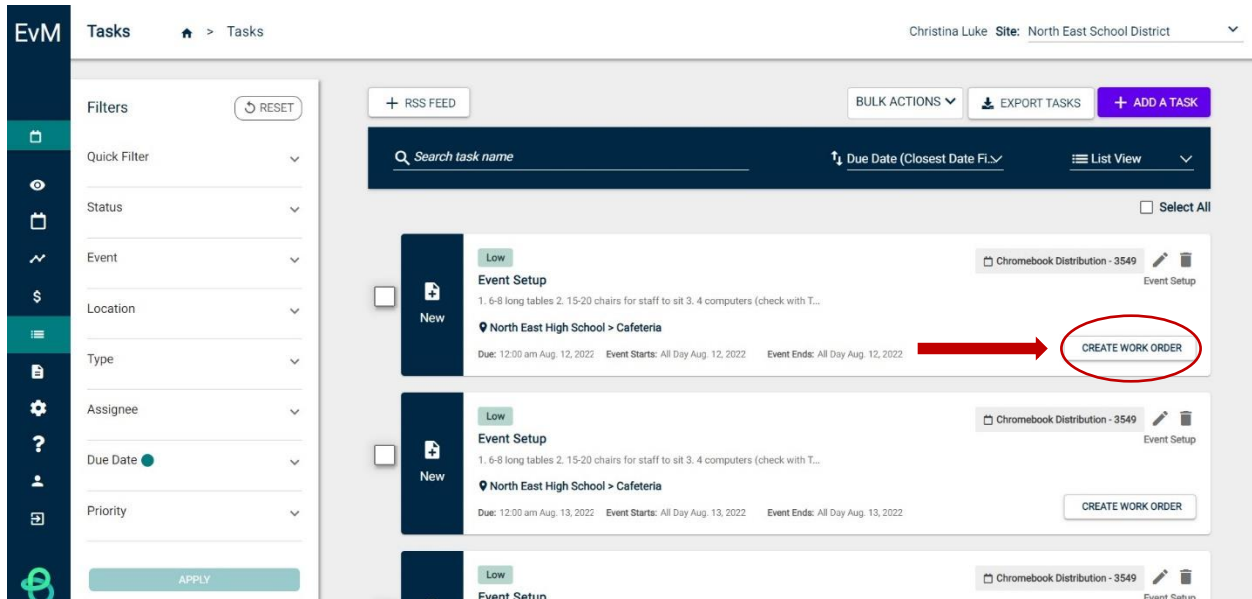 EvM
Tasks > Tasks
Christina Luke Site: North East School District
Filters
RESET
Quick Filter
Status
Event
Location
Type
Assignee
Due Date
Priority
APPLY
+ RSS FEED
BULK ACTIONS
EXPORT TASKS
+ ADD A TASK
Search task name
Due Date (Closest Date Fi..
List View
Select All
New
Low
Chromebook Distribution - 3549
Event Setup
Event Setup
1. 6-8 long tables 2. 15-20 chairs for staff to sit 3. 4 computers (check with T...
North East High School > Cafeteria
Due: 12:00 am Aug. 12, 2022 Event Starts: All Day Aug. 12, 2022 Event Ends: All Day Aug. 12, 2022
CREATE WORK ORDER
New
Low
Chromebook Distribution - 3549
Event Setup
Event Setup
1. 6-8 long tables 2. 15-20 chairs for staff to sit 3. 4 computers (check with T...
North East High School > Cafeteria
Due: 12:00 am Aug. 13, 2022 Event Starts: All Day Aug. 13, 2022 Event Ends: All Day Aug. 13, 2022
CREATE WORK ORDER
Low
Chromebook Distribution - 3549
Event Setup
Event Setup